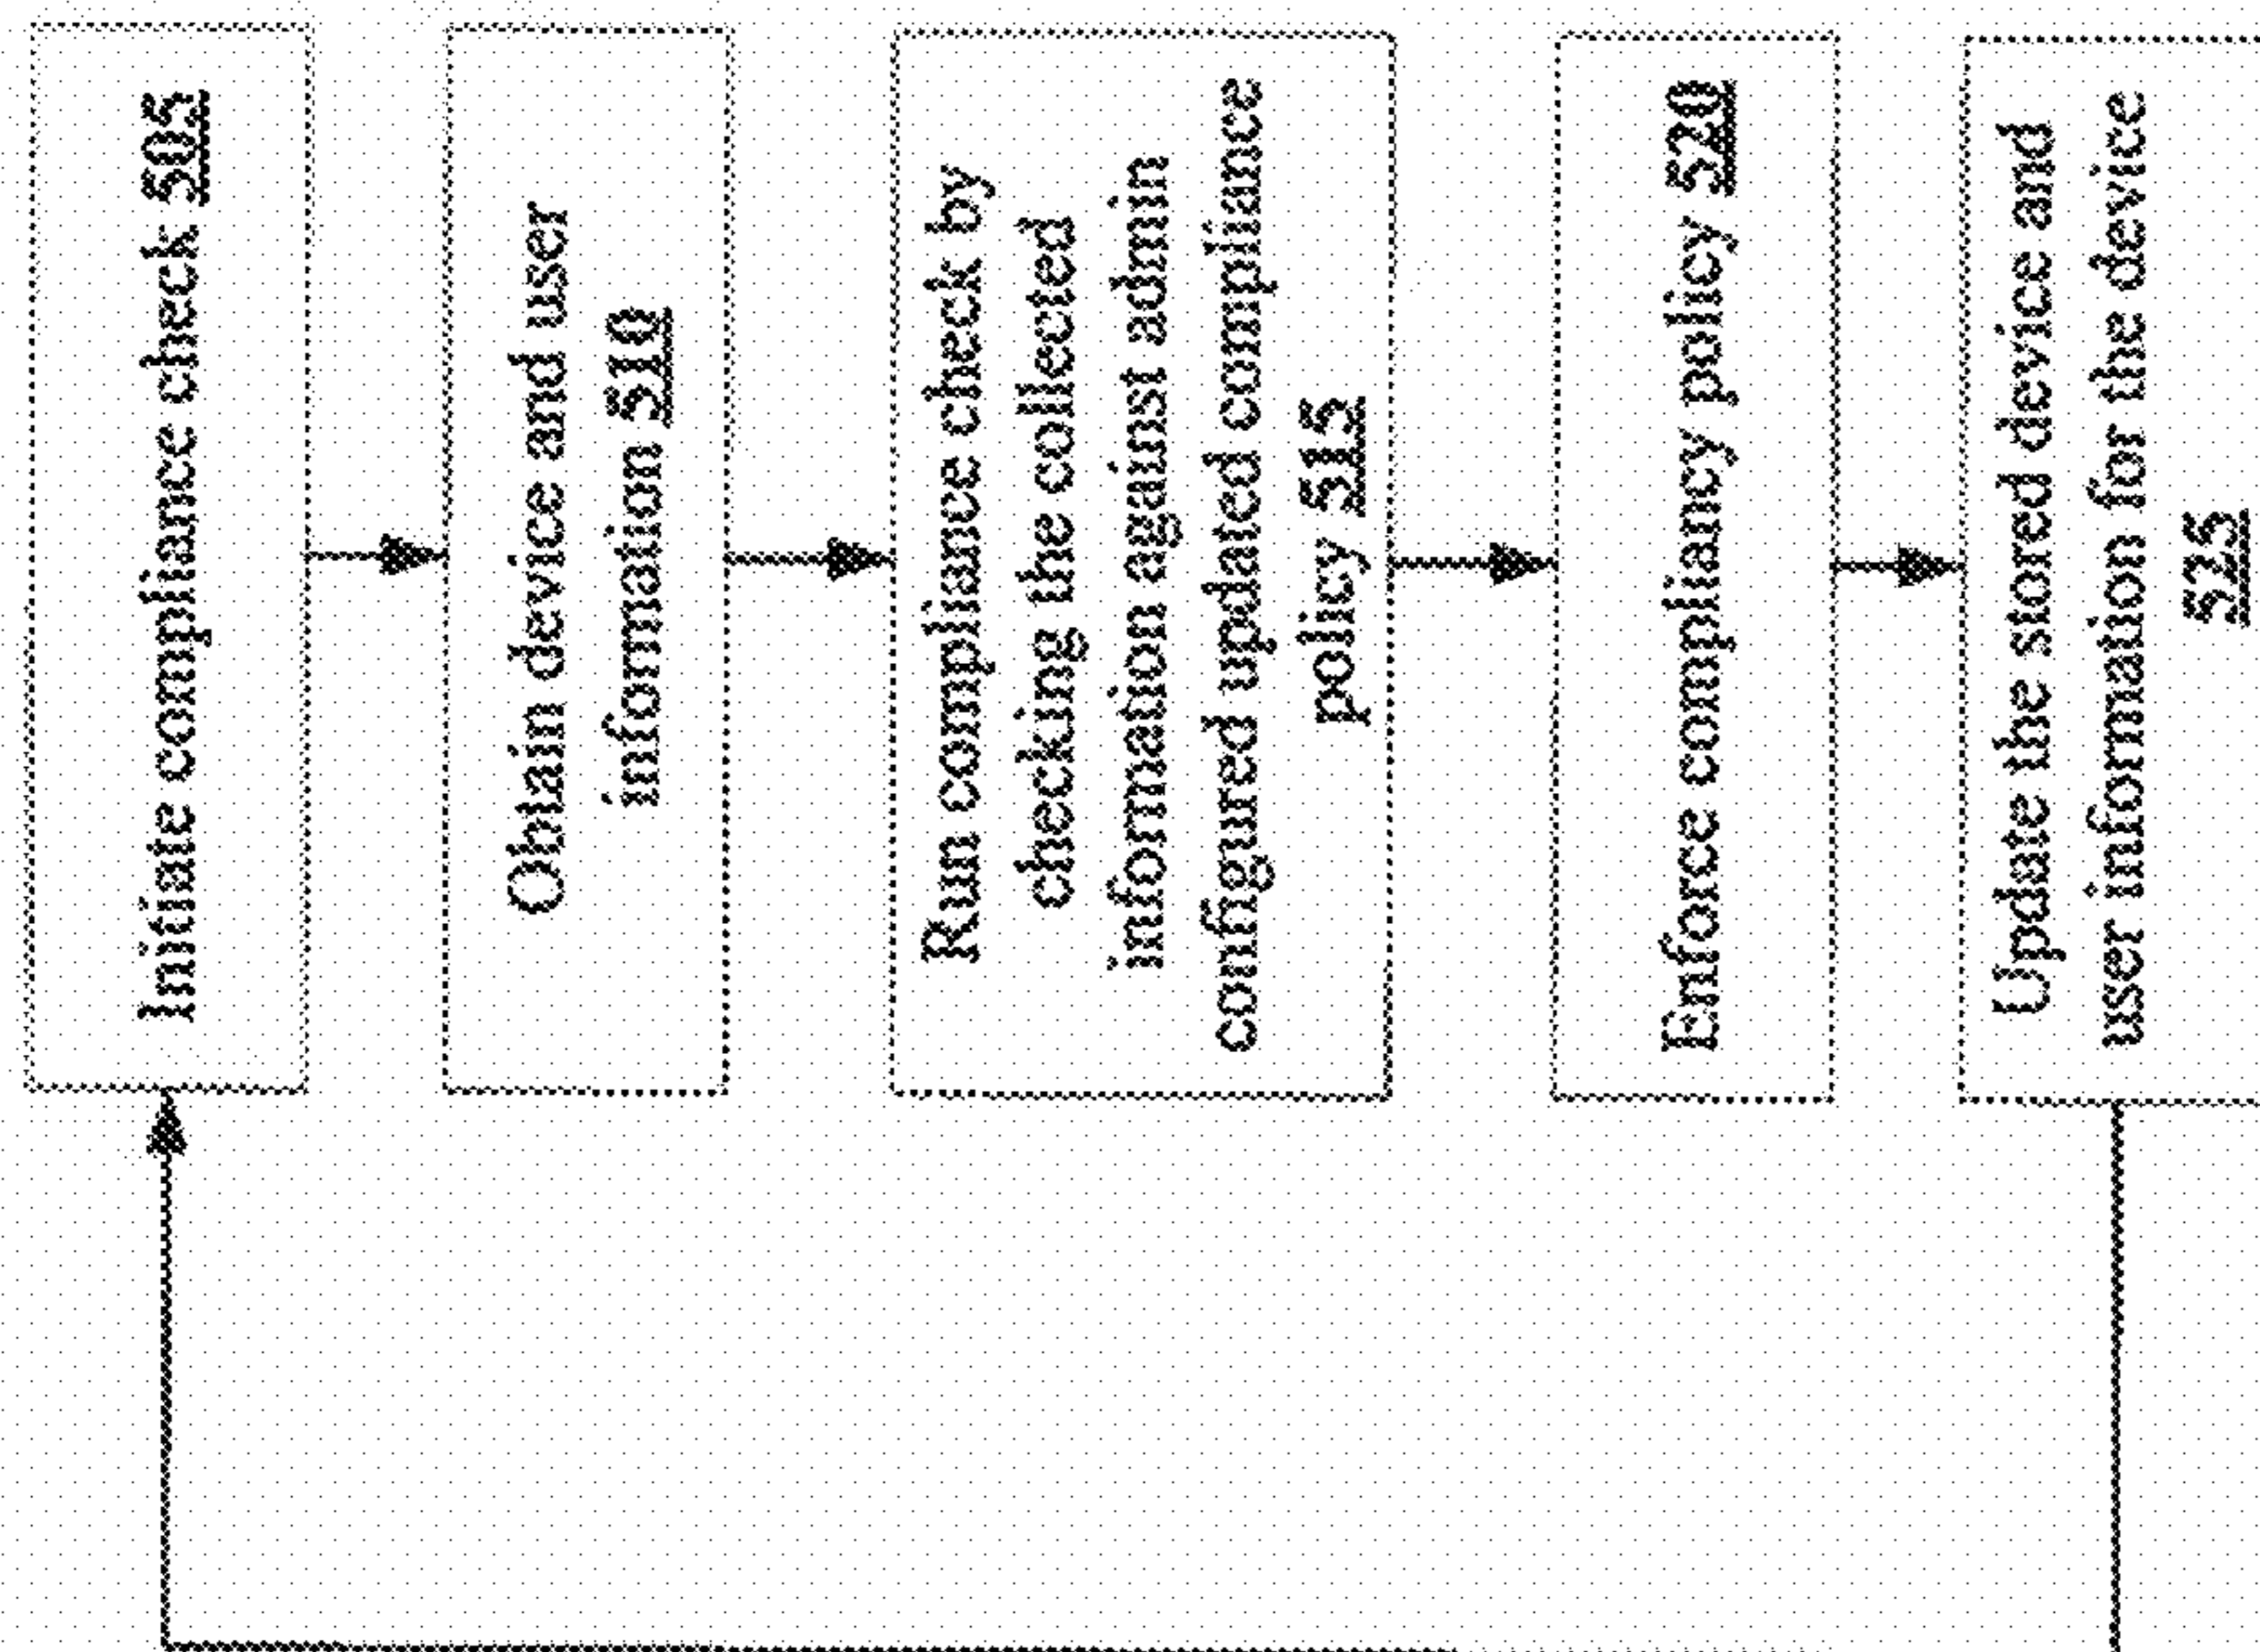 Initiate compliance check 505
Obtain device and user
information 510
Run compliance check by
checking the collected
information against admin
configured updated compliance
policy 515
Enforce compliancy policy 520
Update the stored device and
user information for the device
525